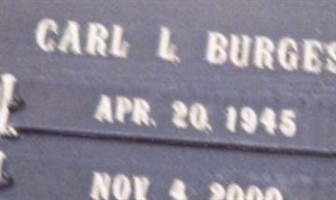 CARL L. BURGES
APR. 20, 1945
NOV. 4, 2000